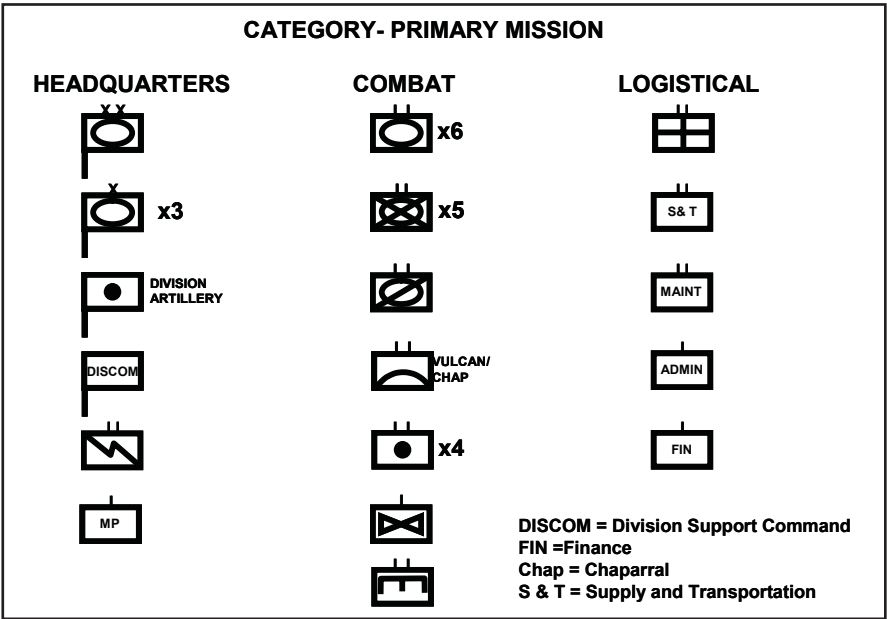 CATEGORY- PRIMARY MISSION
HEADQUARTERS
X X
X
x3
DIVISION
ARTILLERY
DISCOM
MP
COMBAT
x6
x5
VULCAN/
CHAP
x4
LOGISTICAL
S& T
MAINT
ADMIN
FIN
DISCOM = Division Support Command
FIN =Finance
Chap = Chaparral
S & T = Supply and Transportation